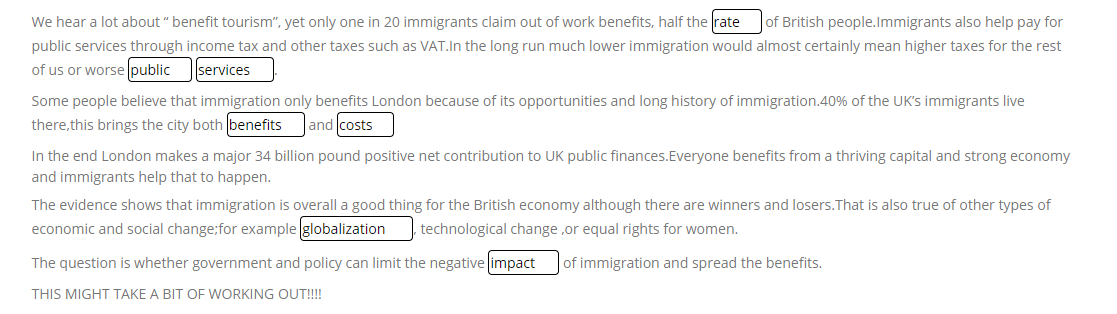 We hear a lot about “ benefit tourism”, yet only one in 20 immigrants claim out of work benefits, half the rate of British people.Immigrants also help pay for
public services through income tax and other taxes such as VAT.In the long run much lower immigration would almost certainly mean higher taxes for the rest
of us or worse public services.
Some people believe that immigration only benefits London because of its opportunities and long history of immigration.40% of the UK’s immigrants live
there,this brings the city both benefits and costs
In the end London makes a major 34 billion pound positive net contribution to UK public finances.Everyone benefits from a thriving capital and strong economy
and immigrants help that to happen.
The evidence shows that immigration is overall a good thing for the British economy although there are winners and losers.That is also true of other types of
economic and social change;for example globalization, technological change ,or equal rights for women.
The question is whether government and policy can limit the negative impact of immigration and spread the benefits.
THIS MIGHT TAKE A BIT OF WORKING OUT!!!!